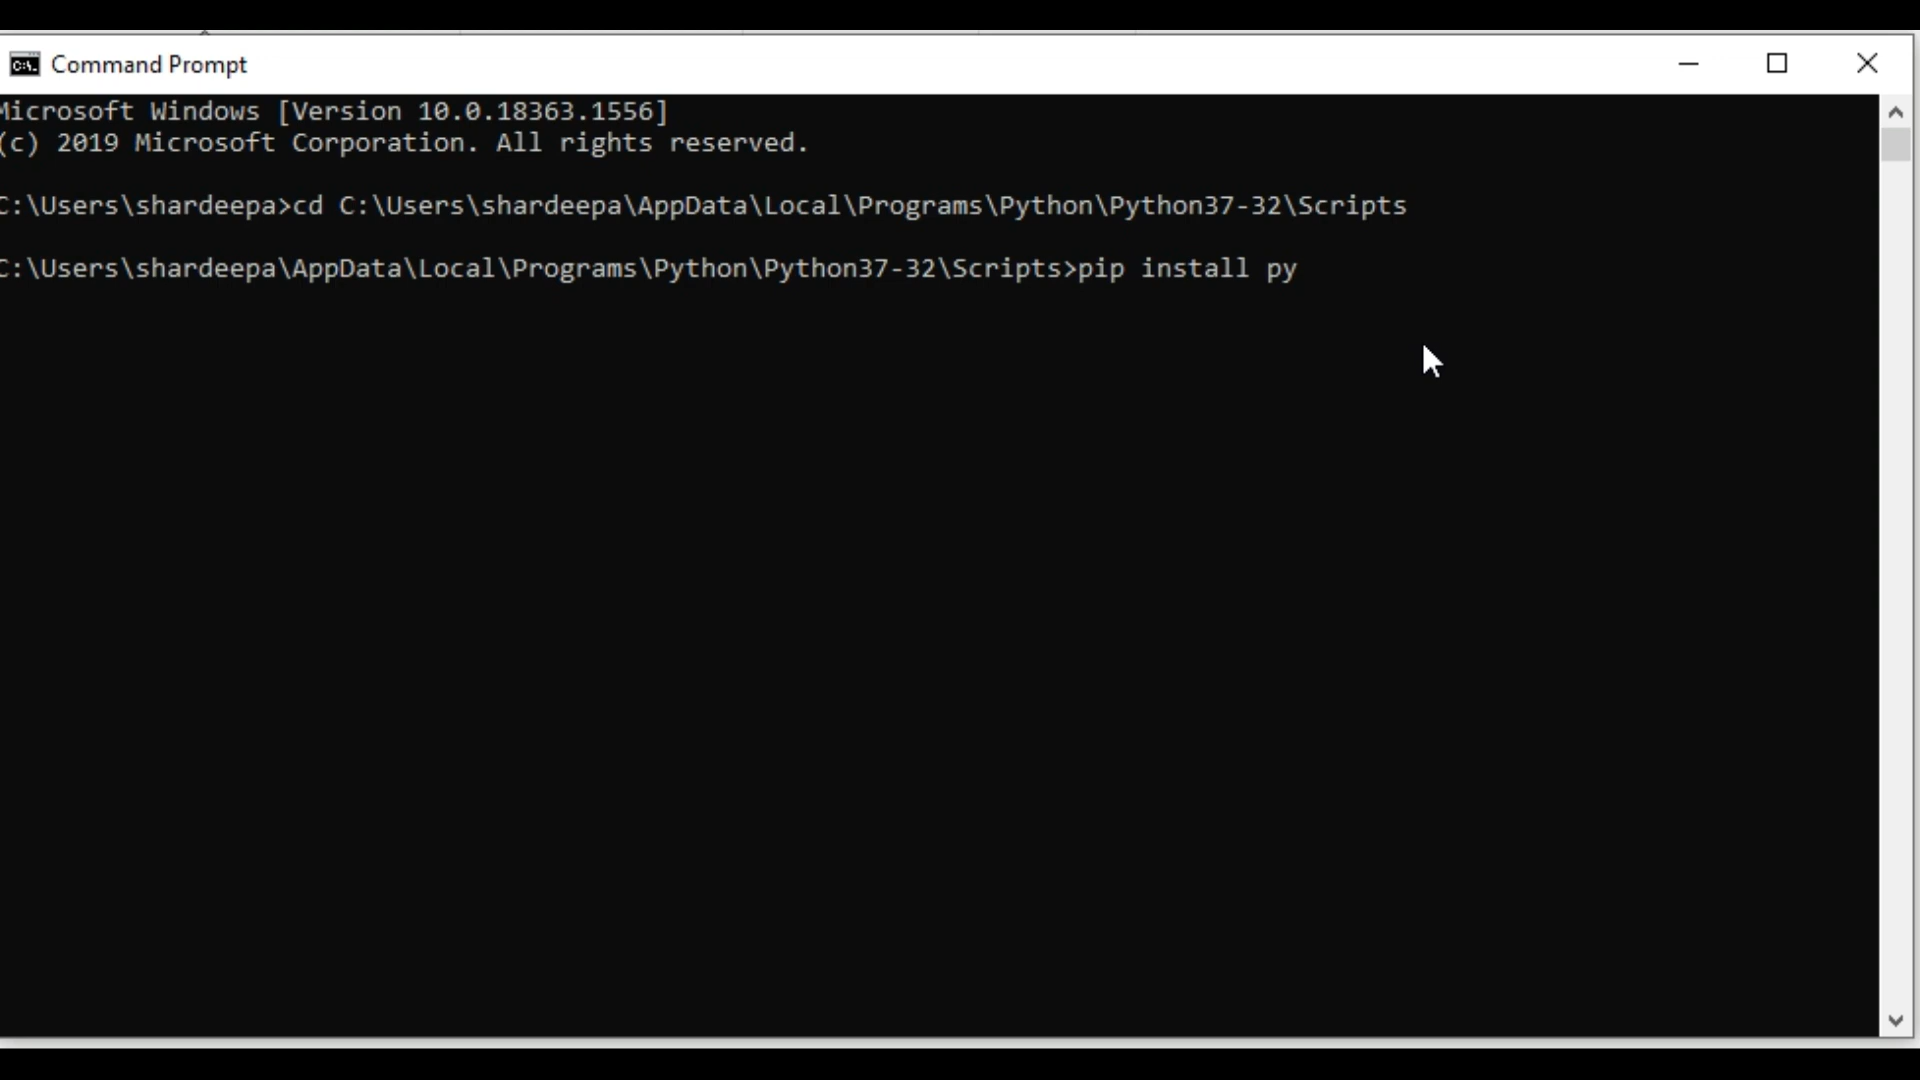 Command Prompt
Microsoft Windows [Version 10.0.18363.1556]
(c) 2019 Microsoft Corporation. All rights reserved.
C:\Users\shardeepa>cd C:\Users\shardeepa\AppData\Local\Programs\Python\Python37-32\Scripts
C:\Users\shardeepa\AppData\Local\Programs\Python\Python37-32\Scripts>pip install py